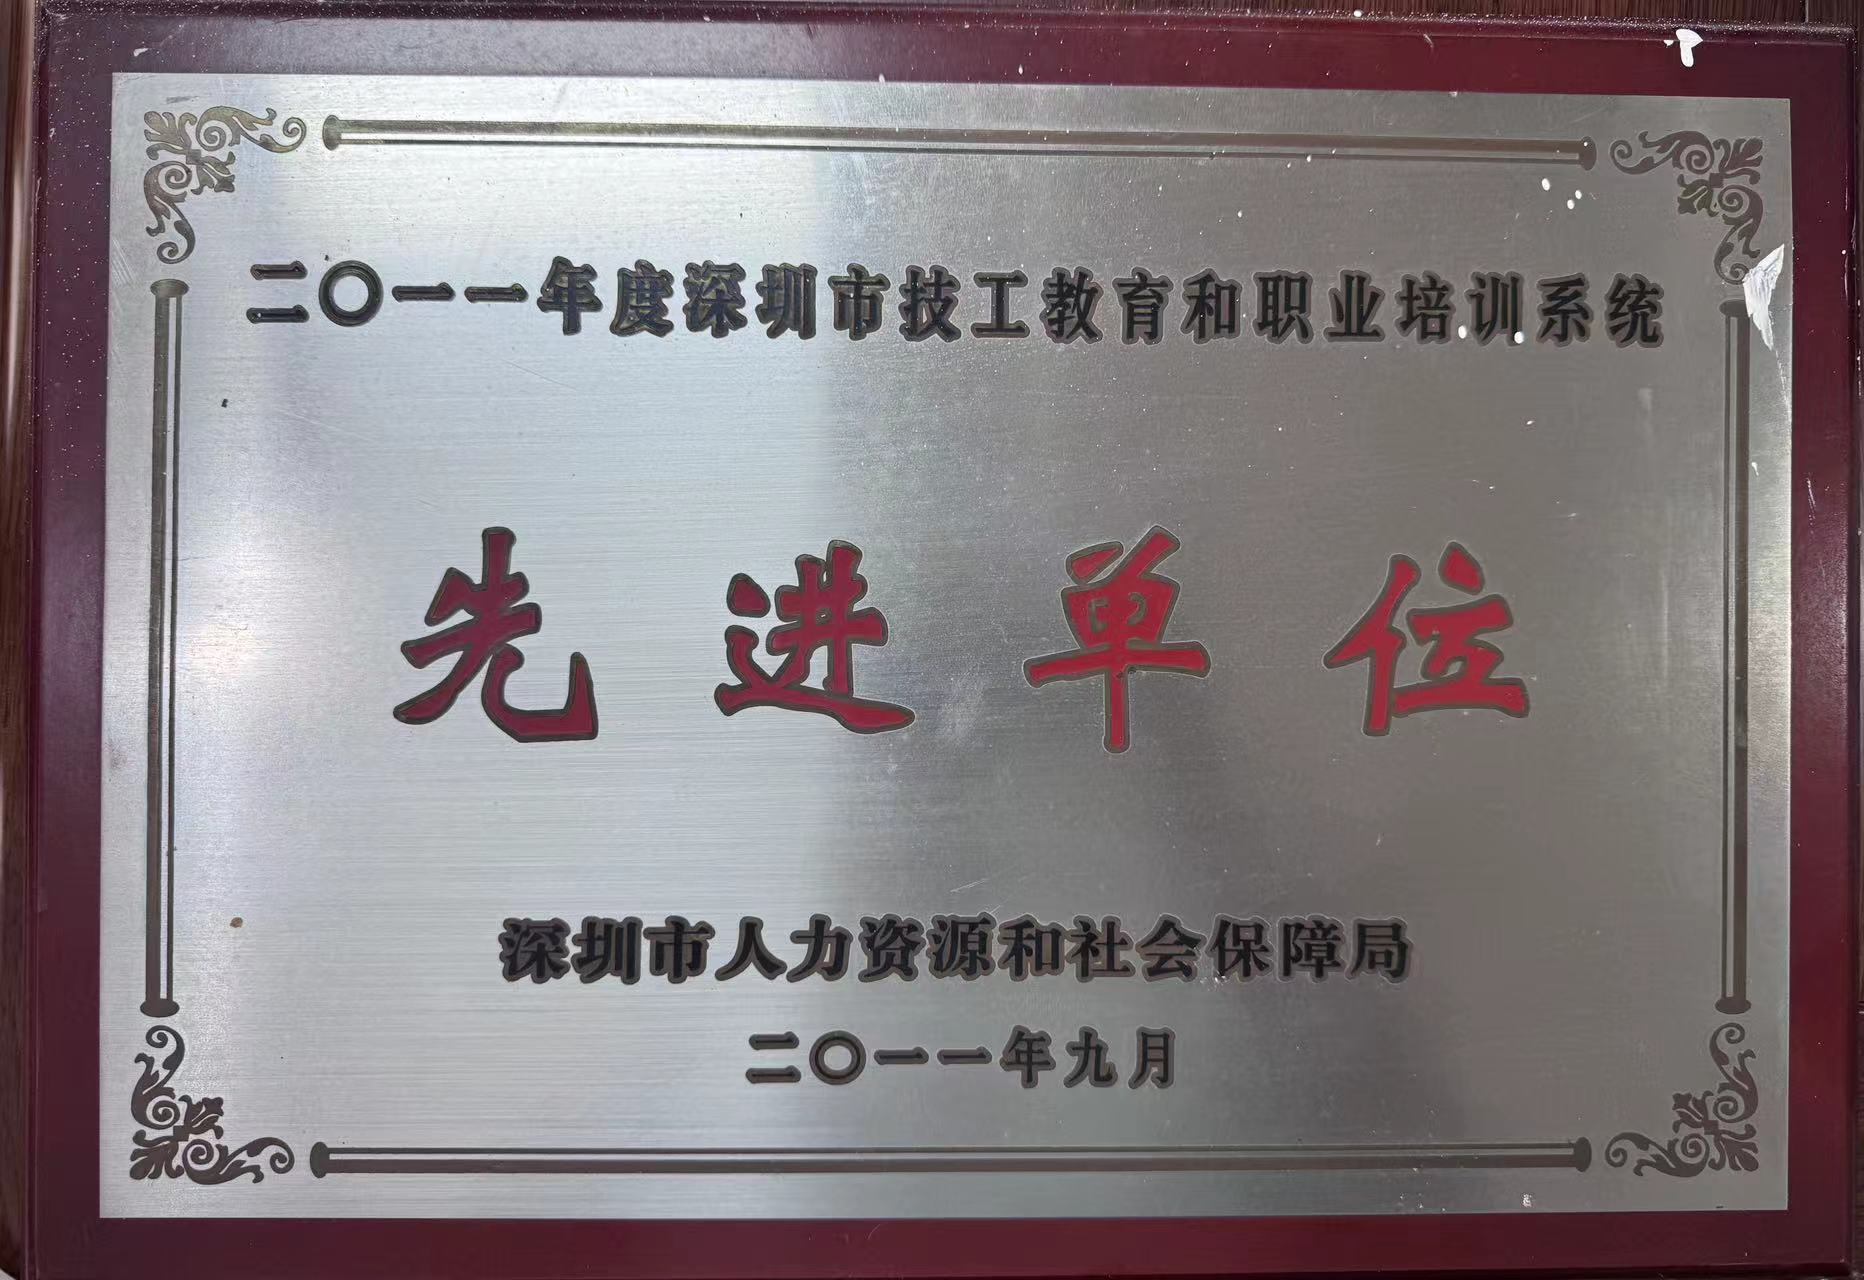 二〇一一年度深圳市技工教育和职业培训系统
先进单位
深圳市人力资源和社会保障局
二〇一一年九月